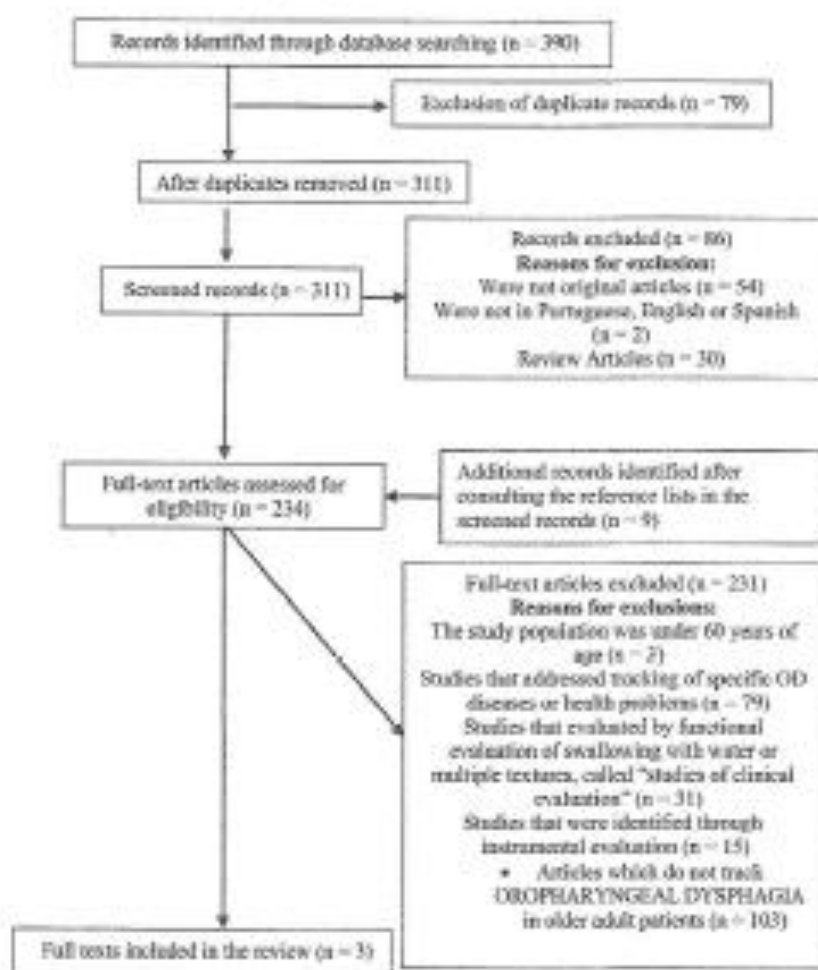 Records identified through database searching (n = 390)
Exclusion of duplicate records (n = 79)
After duplicates removed (n = 311)
Records excluded (n = 86)
Reasons for exclusion:
Were not original articles (n = 54)
Were not in Portuguese, English or Spanish
(n = 2)
Review Articles (n = 30)
Screened records (n = 311)
Full-text articles assessed for
eligibility (n = 234)
Additional records identified after
consulting the reference lists in the
screened records (n = 9)
Full-text articles excluded (n = 231)
Reasons for exclusions:
The study population was under 60 years of
age (n = 3)
Studies that addressed tracking of specific OD
diseases or health problems (n = 79)
Studies that evaluated by functional
evaluation of swallowing with water or
multiple textures, called "studies of clinical
evaluation" (n = 31)
Studies that were identified through
instrumental evaluation (n = 15)
• Articles which do not track
OROPHARYNGEAL DYSPHAGIA
in older adult patients (n = 103)
Full texts included in the review (n = 3)